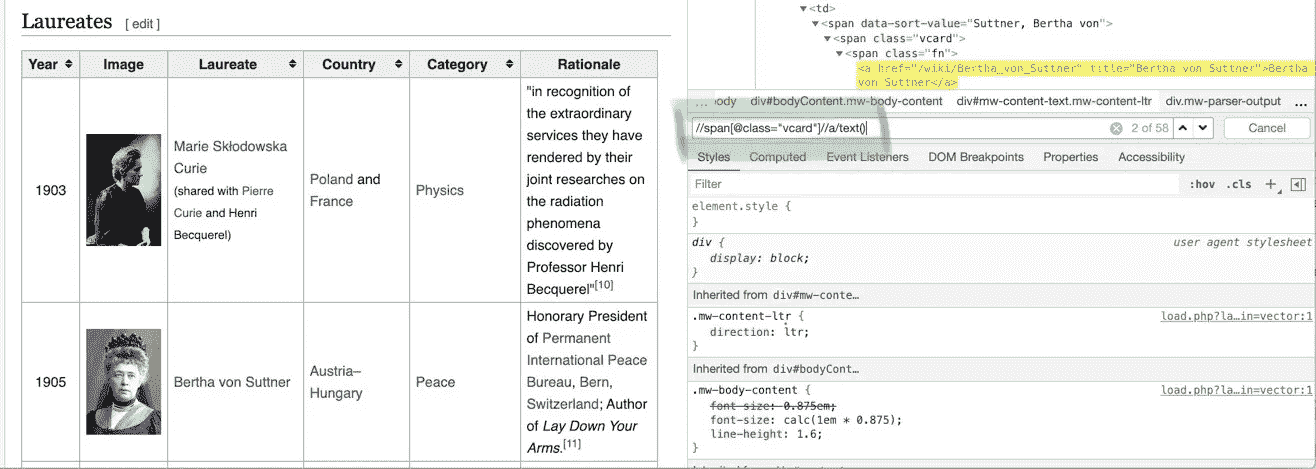 Laureates [ edit ]
Year Image Laureate Country Category Rationale
1903
Marie Skłodowska
Curie
(shared with Pierre
Curie and Henri
Becquerel)
Poland and
France
Physics
"in recognition of
the extraordinary
services they have
rendered by their
joint researches on
the radiation
phenomena
discovered by
Professor Henri
Becquerel"[10]
1905
Bertha von Suttner
Austria–
Hungary
Peace
Honorary President
of Permanent
International Peace
Bureau, Bern,
Switzerland; Author
of Lay Down Your
Arms.[11]
▼<td>
▼<span data-sort-value="Suttner, Bertha von">
▼<span class="vcard">
▼<span class="fn">
<a href="/wiki/Bertha_von_Suttner" title="Bertha von Suttner">Bertha
von Suttner</a>
... body div#bodyContent.mw-body-content div#mw-content-text.mw-content-ltr div.mw-parser-output ...
//span[@class="vcard"]//a/text() 2 of 58 Cancel
Styles Computed Event Listeners DOM Breakpoints Properties Accessibility
Filter :hov .cls +
element.style {
}
div { user agent stylesheet
display: block;
}
Inherited from div#mw-conte…
.mw-content-ltr { load.php?la…in=vector:1
direction: ltr;
}
Inherited from div#bodyCont…
.mw-body-content { load.php?la…in=vector:1
font-size: 0.875em;
font-size: calc(1em * 0.875);
line-height: 1.6;
}